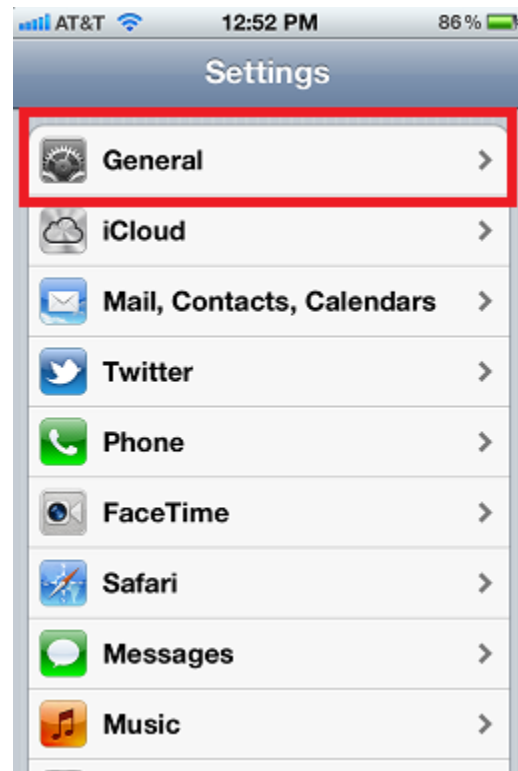 AT&T 12:52 PM 86%
Settings
General
iCloud
Mail, Contacts, Calendars
Twitter
Phone
FaceTime
Safari
Messages
Music